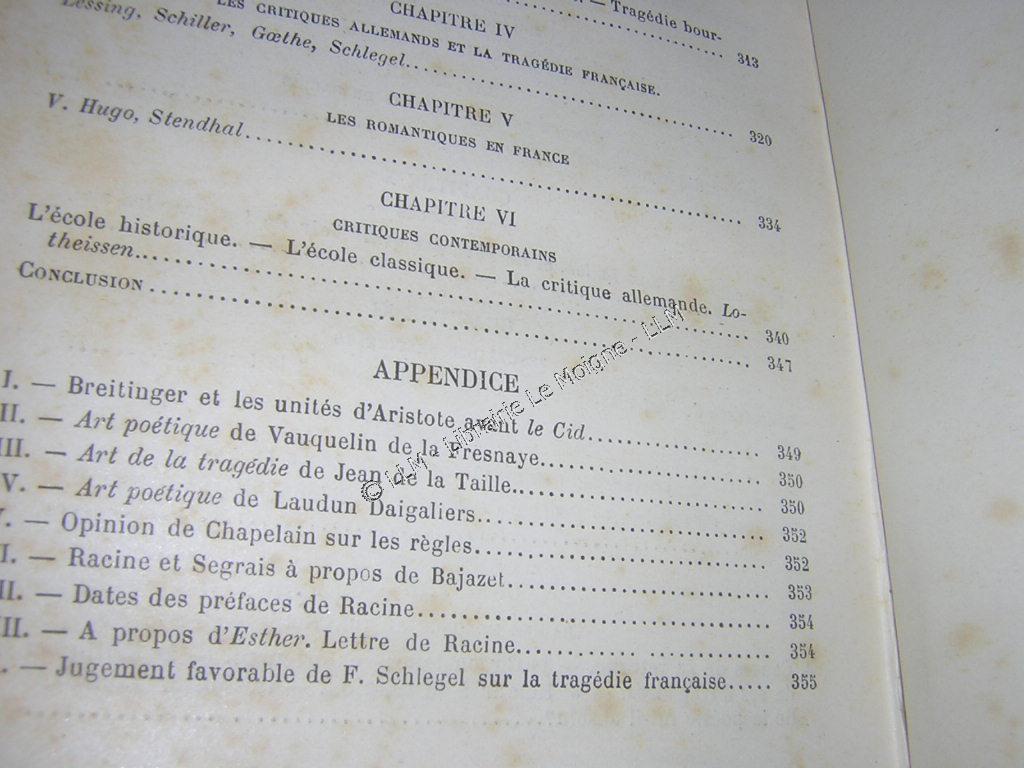 — Tragédie bour-
313
CHAPITRE IV
LES CRITIQUES ALLEMANDS ET LA TRAGÉDIE FRANÇAISE.
Lessing, Schiller, Gœthe, Schlegel........ 320
CHAPITRE V
LES ROMANTIQUES EN FRANCE
V. Hugo, Stendhal........ 334
CHAPITRE VI
CRITIQUES CONTEMPORAINS
L'école historique. — L'école classique. — La critique allemande. Lo-
theissen........ 340
CONCLUSION........ 347
APPENDICE
I. — Breitinger et les unités d'Aristote avant le Cid........ 349
II. — Art poétique de Vauquelin de la Fresnaye........ 350
III. — Art de la tragédie de Jean de la Taille........ 350
V. — Art poétique de Laudun Daigaliers........ 352
V. — Opinion de Chapelain sur les règles........ 352
I. — Racine et Segrais à propos de Bajazet........ 353
II. — Dates des préfaces de Racine........ 354
II. — A propos d'Esther. Lettre de Racine........ 354
. — Jugement favorable de F. Schlegel sur la tragédie française..... 355
© LLM - Librairie Le Moigne - LLM